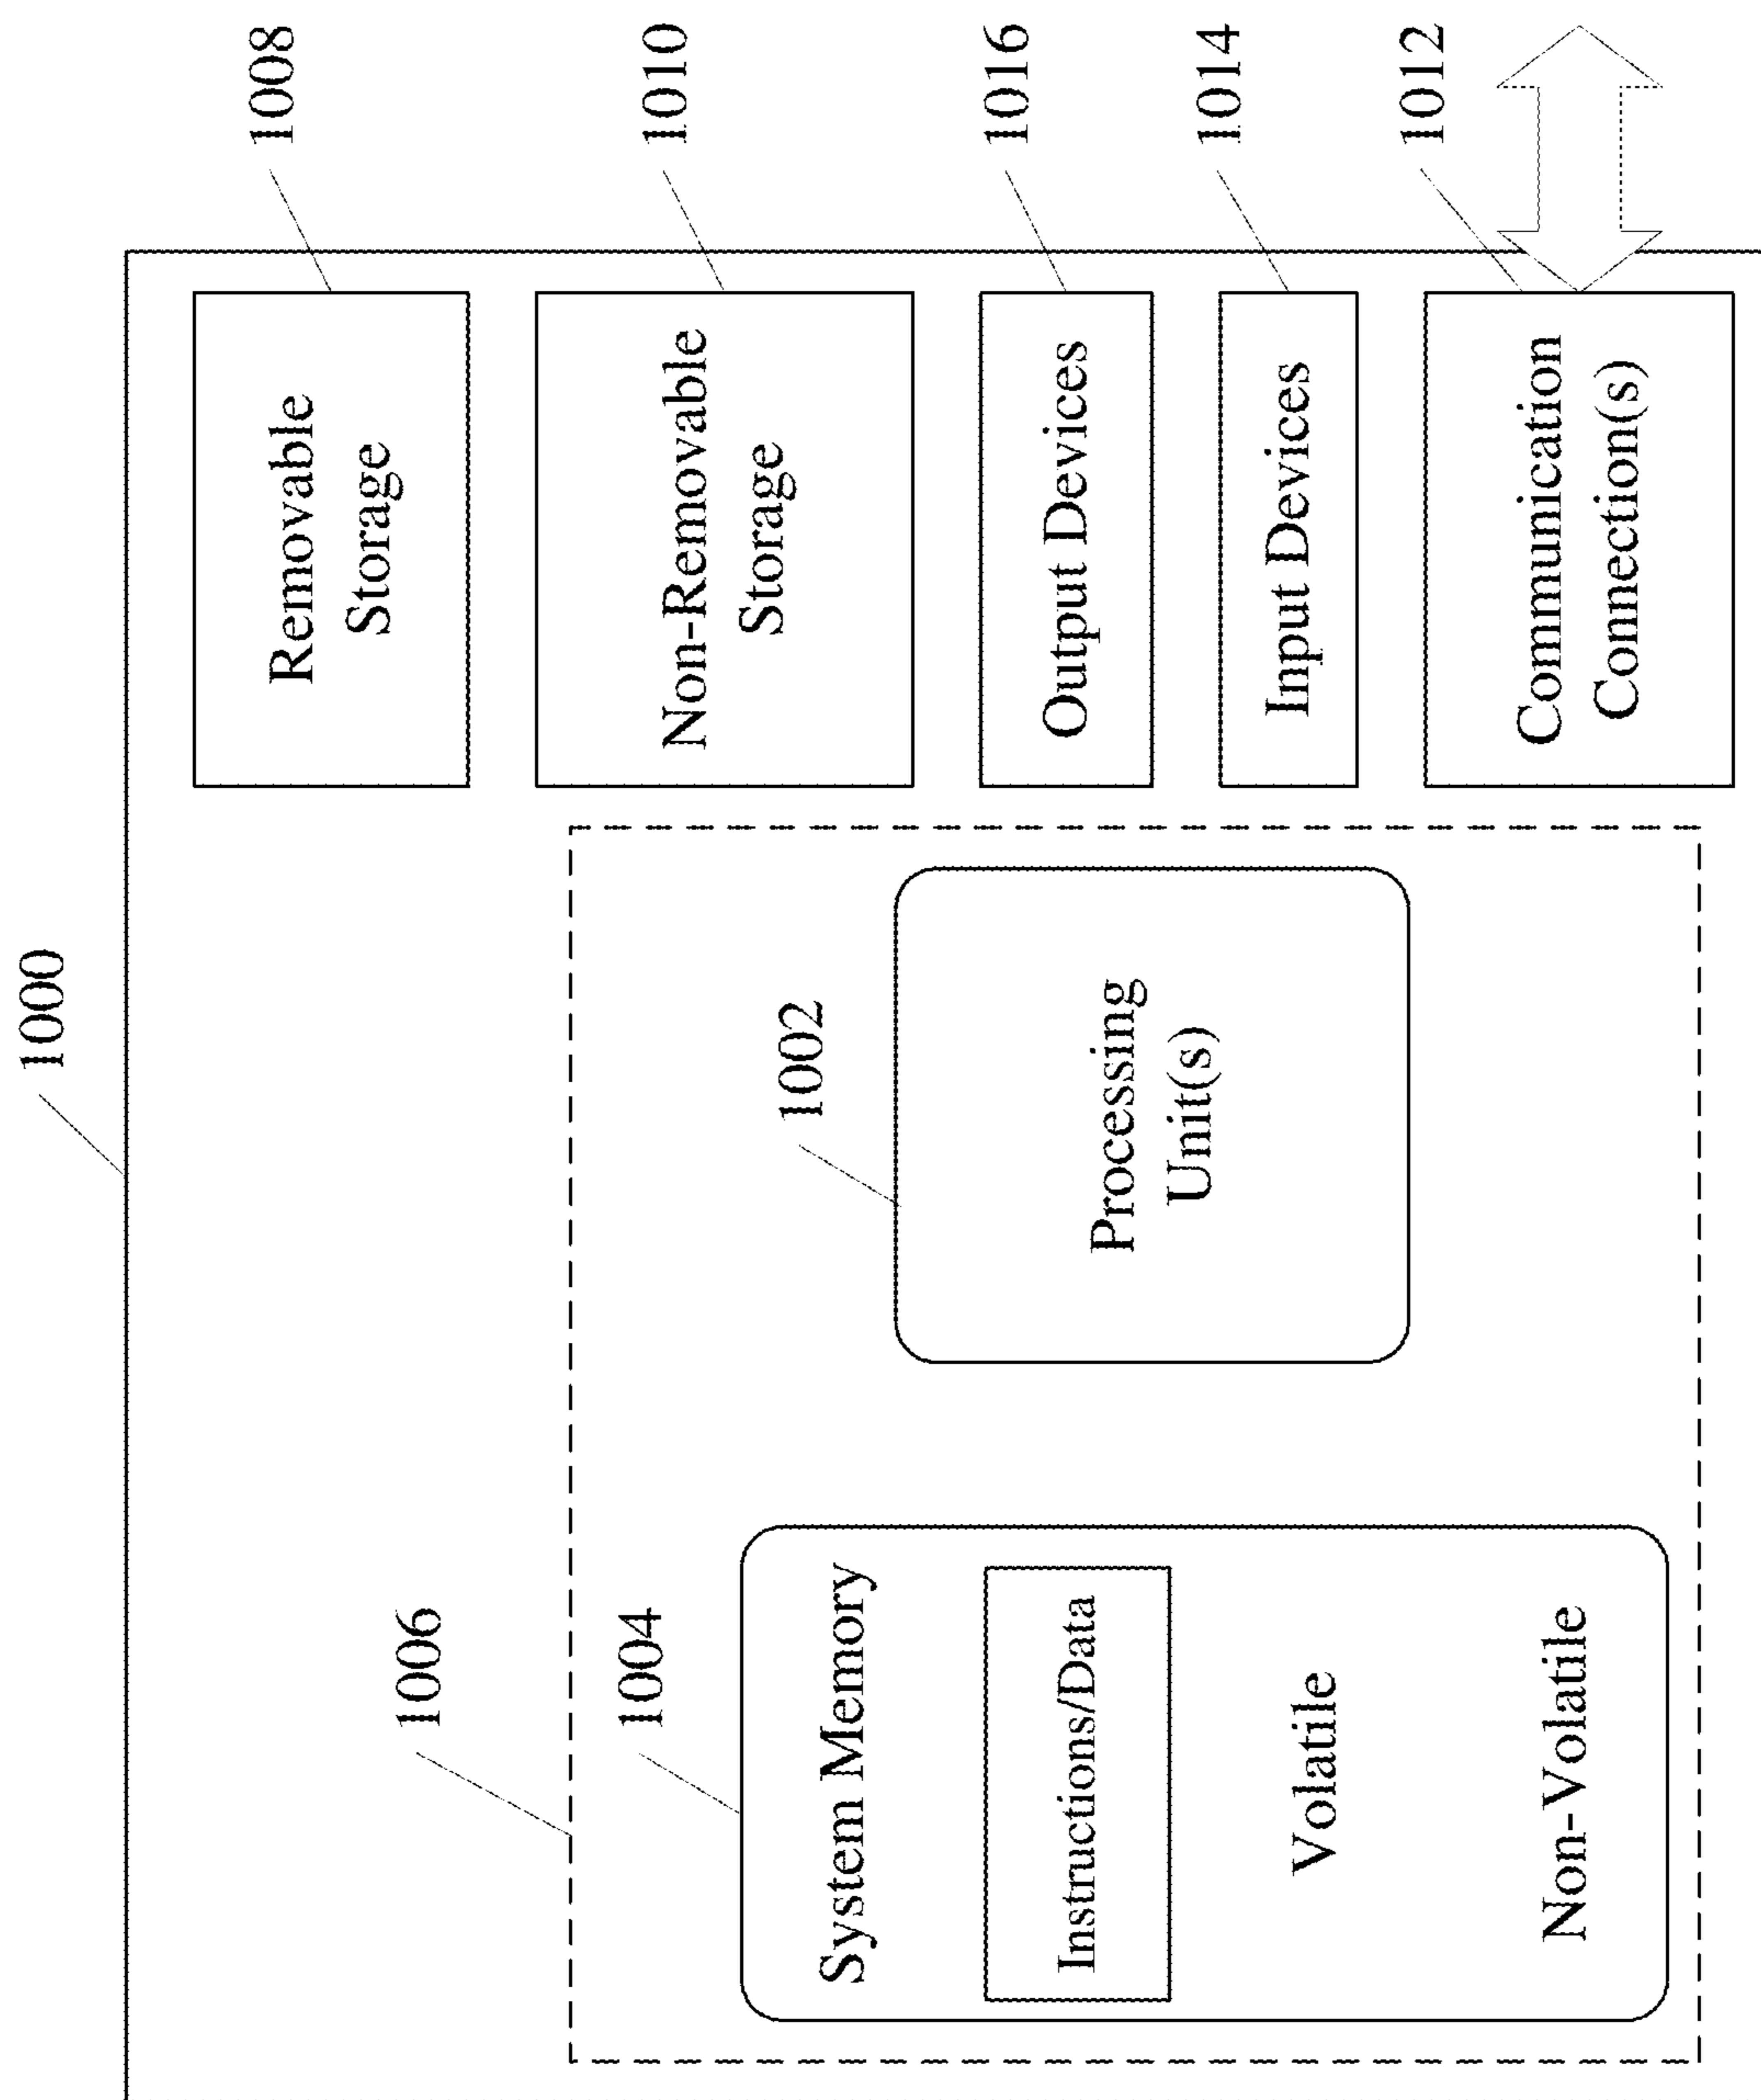 1000
1006
1004
System Memory
Instructions/Data
Volatile
Non-Volatile
1002
Processing
Unit(s)
Removable
Storage
1008
Non-Removable
Storage
1010
Output Devices
1016
Input Devices
1014
Communication
Connection(s)
1012